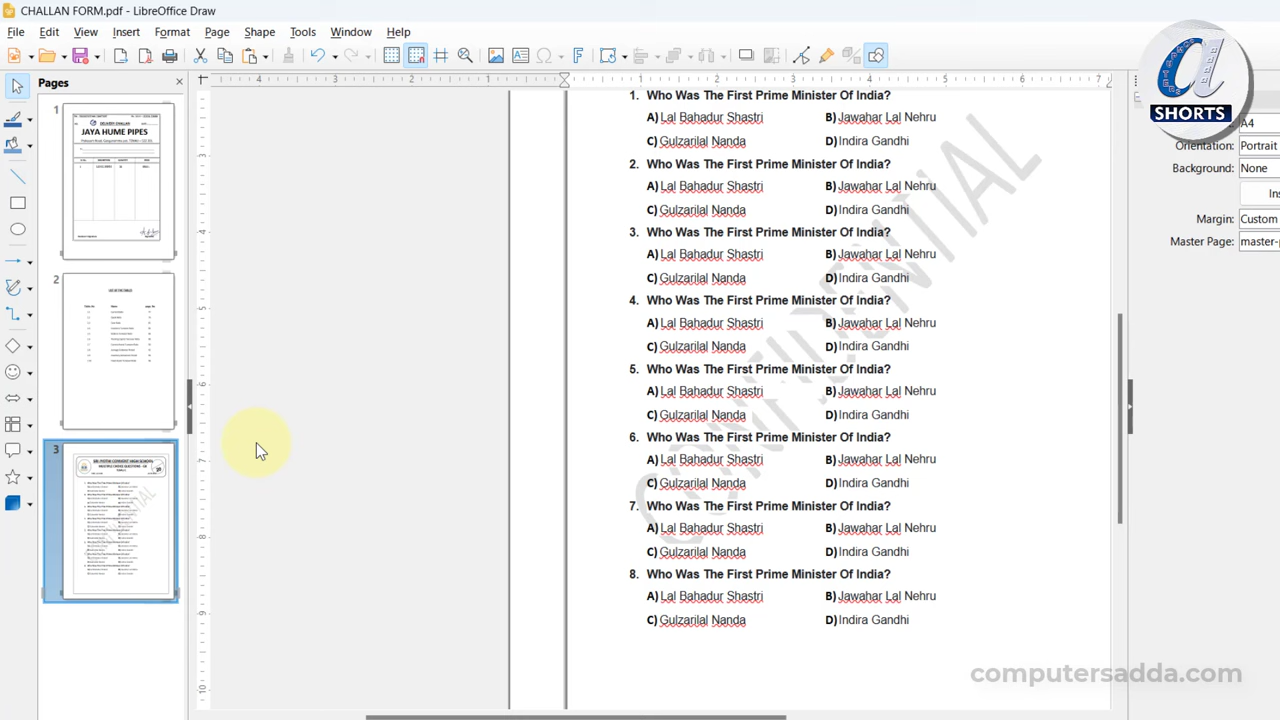 CHALLAN FORM.pdf - LibreOffice Draw
File Edit View Insert Format Page Shape Tools Window Help
SHORTS
Pages
A4
Orientation: Portrait
Background: None
Ins
Margin: Custom
Master Page: master-p
1
JAYA HUME PIPES
2
3
CONFIDENTIAL
1. Who Was The First Prime Minister Of India?
A) Lal Bahadur Shastri B) Jawahar Lal Nehru
C) Gulzarilal Nanda D) Indira Gandhi
2. Who Was The First Prime Minister Of India?
A) Lal Bahadur Shastri B) Jawahar Lal Nehru
C) Gulzarilal Nanda D) Indira Gandhi
3. Who Was The First Prime Minister Of India?
A) Lal Bahadur Shastri B) Jawahar Lal Nehru
C) Gulzarilal Nanda D) Indira Gandhi
4. Who Was The First Prime Minister Of India?
A) Lal Bahadur Shastri B) Jawahar Lal Nehru
C) Gulzarilal Nanda D) Indira Gandhi
5. Who Was The First Prime Minister Of India?
A) Lal Bahadur Shastri B) Jawahar Lal Nehru
C) Gulzarilal Nanda D) Indira Gandhi
6. Who Was The First Prime Minister Of India?
A) Lal Bahadur Shastri B) Jawahar Lal Nehru
C) Gulzarilal Nanda D) Indira Gandhi
7. Who Was The First Prime Minister Of India?
A) Lal Bahadur Shastri B) Jawahar Lal Nehru
C) Gulzarilal Nanda D) Indira Gandhi
8. Who Was The First Prime Minister Of India?
A) Lal Bahadur Shastri B) Jawahar Lal Nehru
C) Gulzarilal Nanda D) Indira Gandhi
computersadda.com